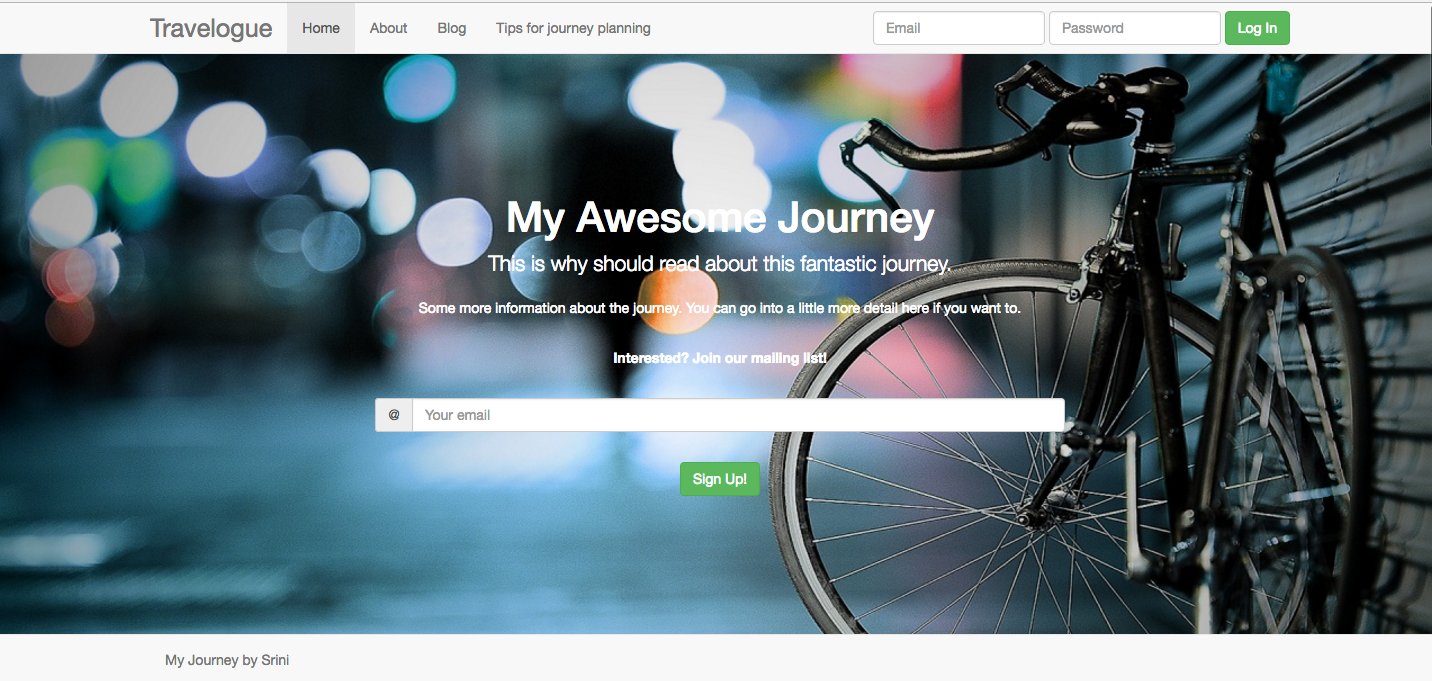 Travelogue Home About Blog Tips for journey planning Email Password Log In
My Awesome Journey
This is why should read about this fantastic journey.
Some more information about the journey. You can go into a little more detail here if you want to.
Interested? Join our mailing list!
@ Your email
Sign Up!
My Journey by Srini